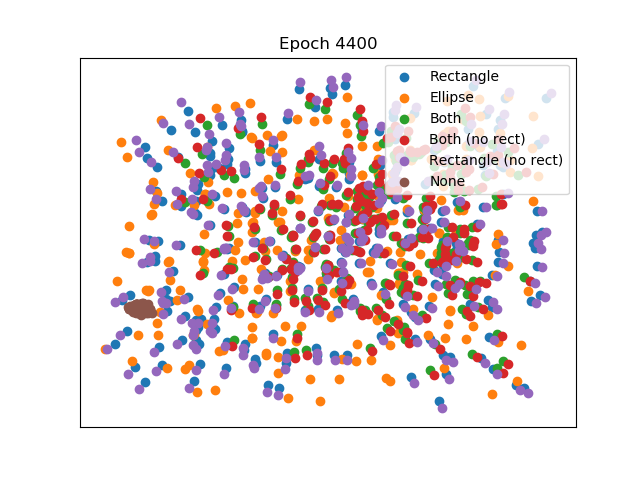 Epoch 4400
Rectangle
Ellipse
Both
Both (no rect)
Rectangle (no rect)
None